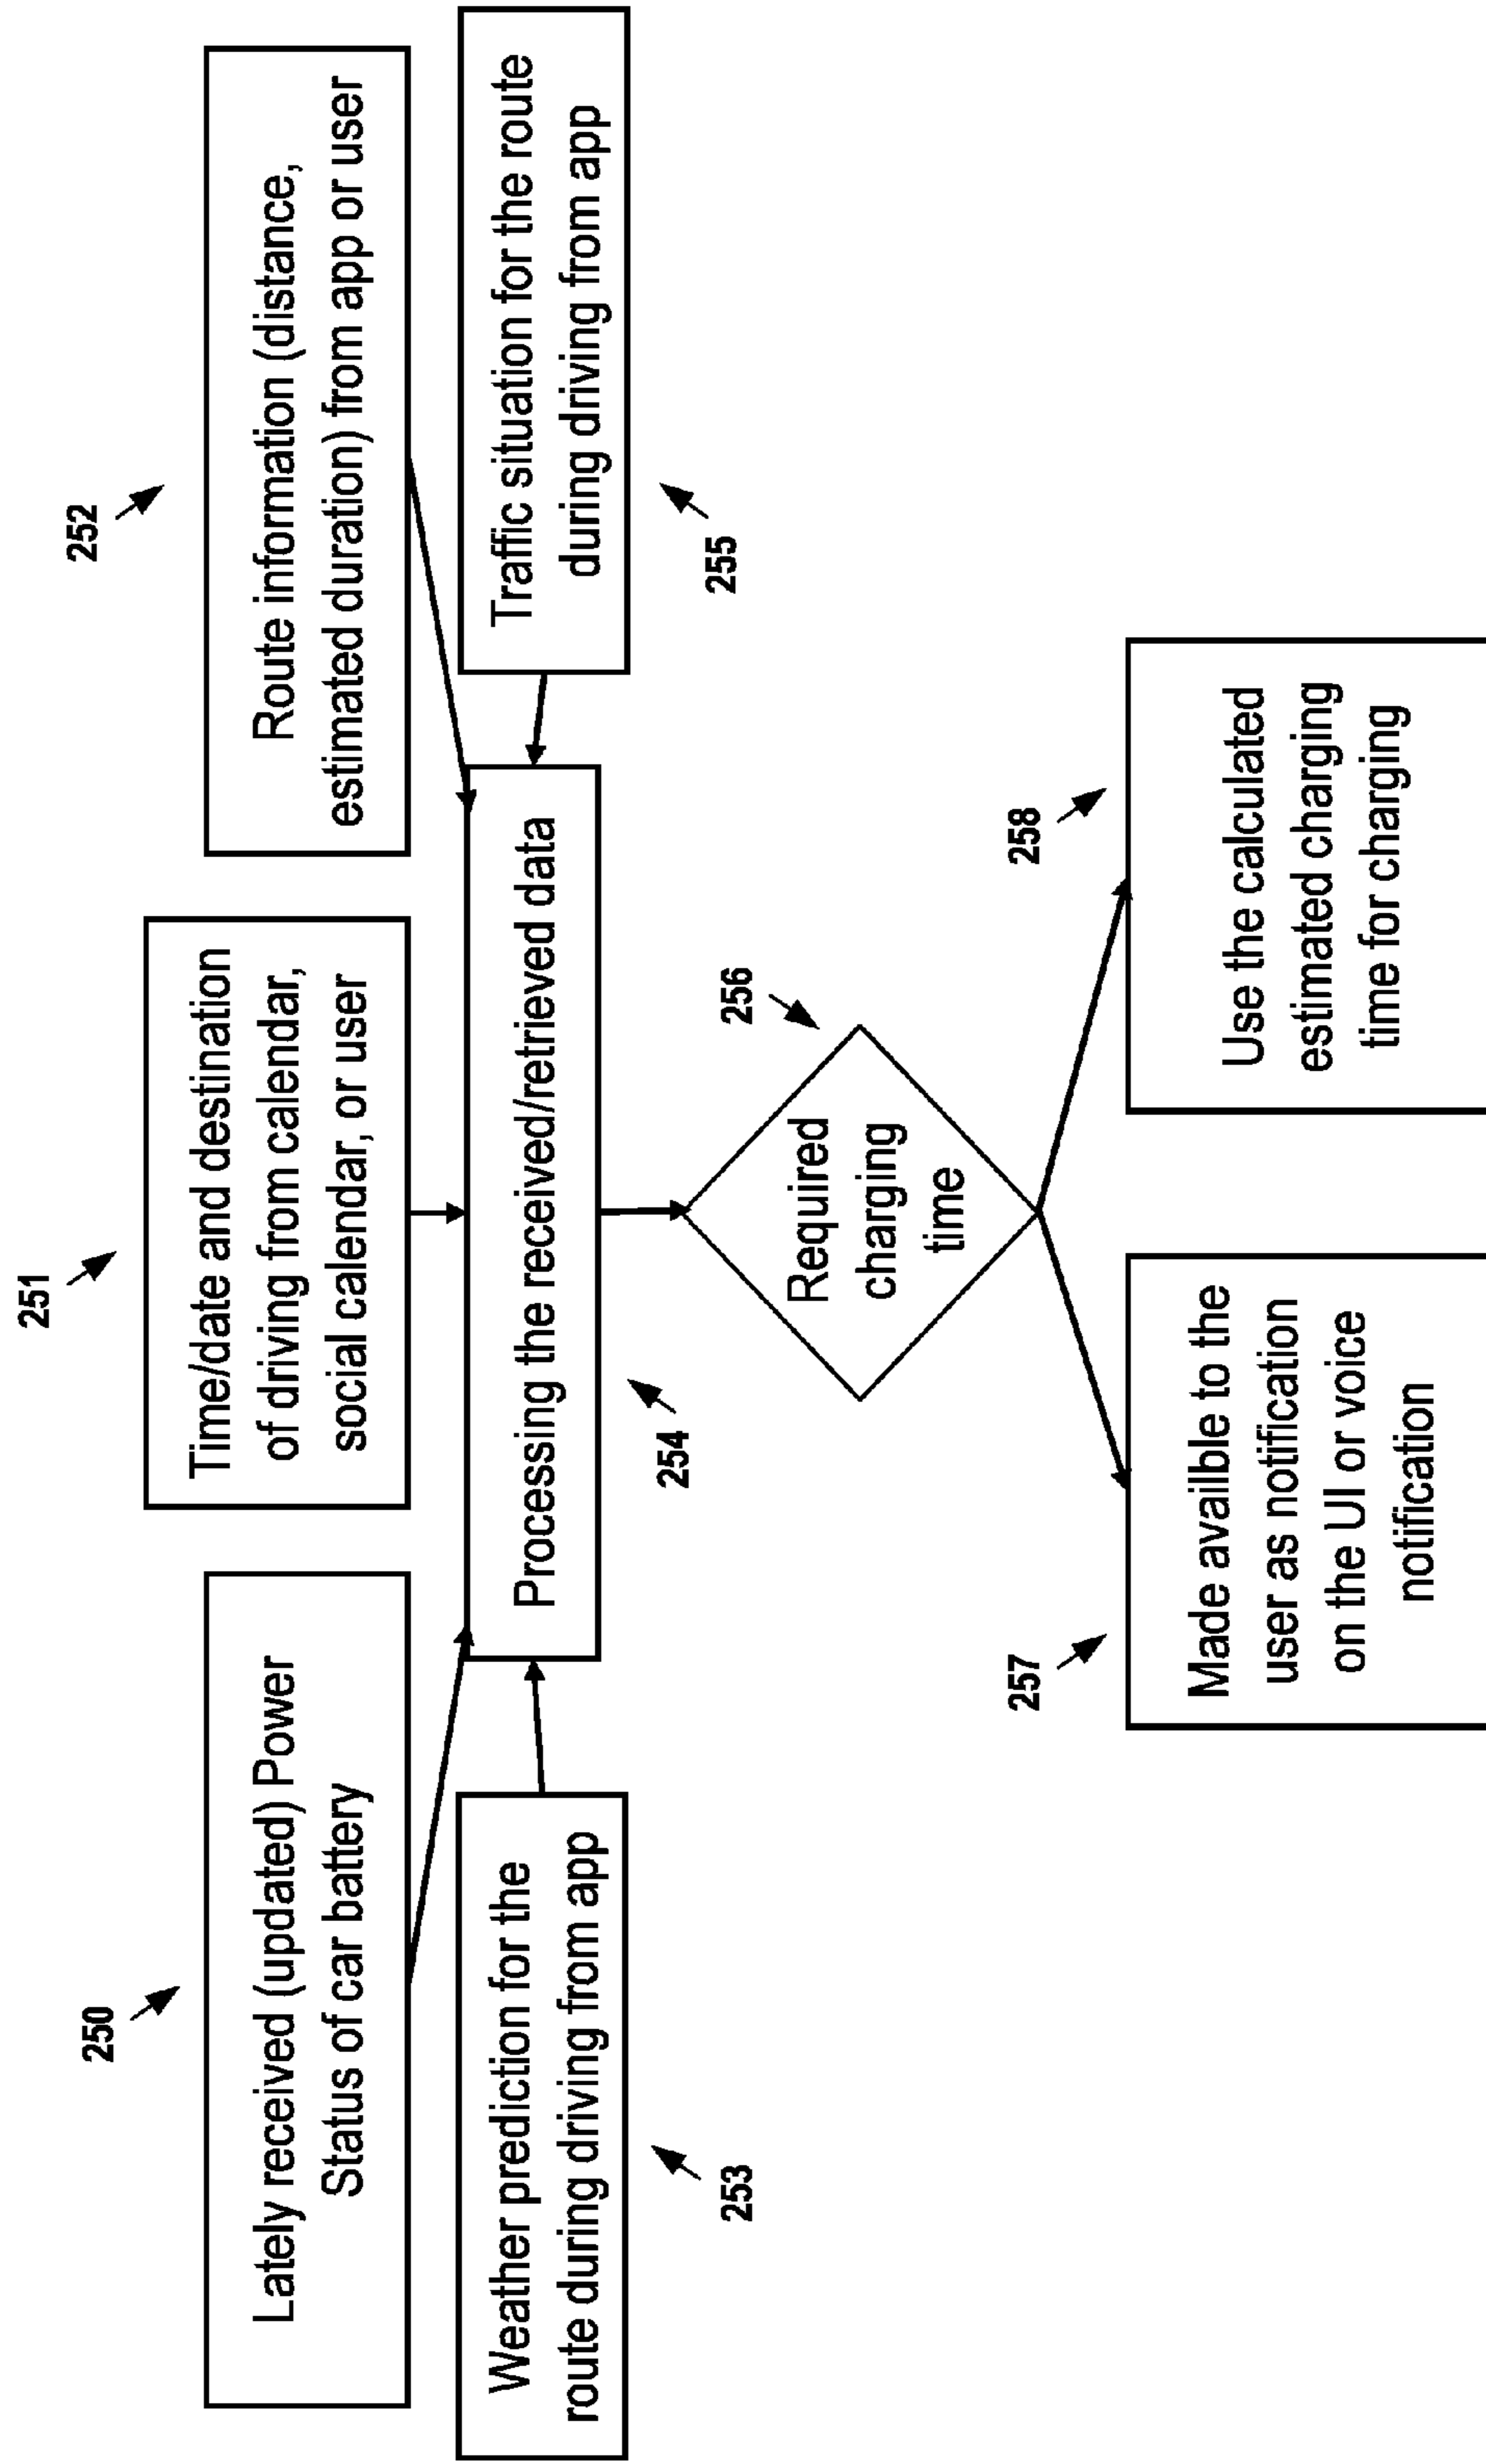 251
250
252
Time/date and destination
of driving from calendar,
social calendar, or user
Lately received (updated) Power
Status of car battery
Route information (distance,
estimated duration) from app or user
Weather prediction for the
route during driving from app
Processing the received/retrieved data
Traffic situation for the route
during driving from app
253
254
255
256
Required
charging
time
257
258
Made availble to the
user as notification
on the UI or voice
notification
Use the calculated
estimated charging
time for charging